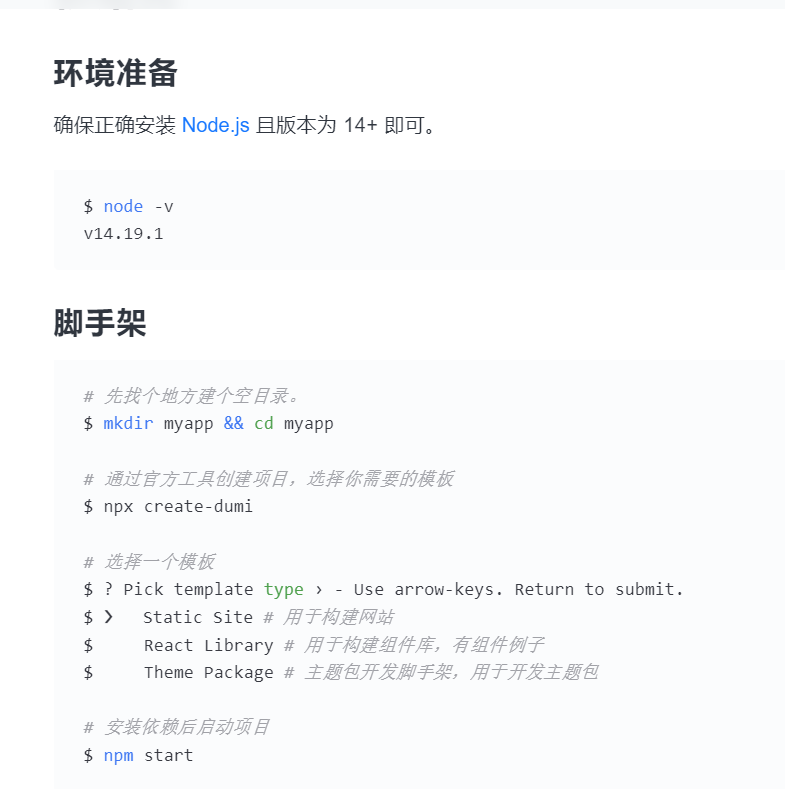 环境准备
确保正确安装 Node.js 且版本为 14+ 即可。
$ node -v
v14.19.1
脚手架
# 先找个地方建个空目录。
$ mkdir myapp && cd myapp
# 通过官方工具创建项目，选择你需要的模板
$ npx create-dumi
# 选择一个模板
$ ? Pick template type › - Use arrow-keys. Return to submit.
$ ❯   Static Site # 用于构建网站
$     React Library # 用于构建组件库，有组件例子
$     Theme Package # 主题包开发脚手架，用于开发主题包
# 安装依赖后启动项目
$ npm start